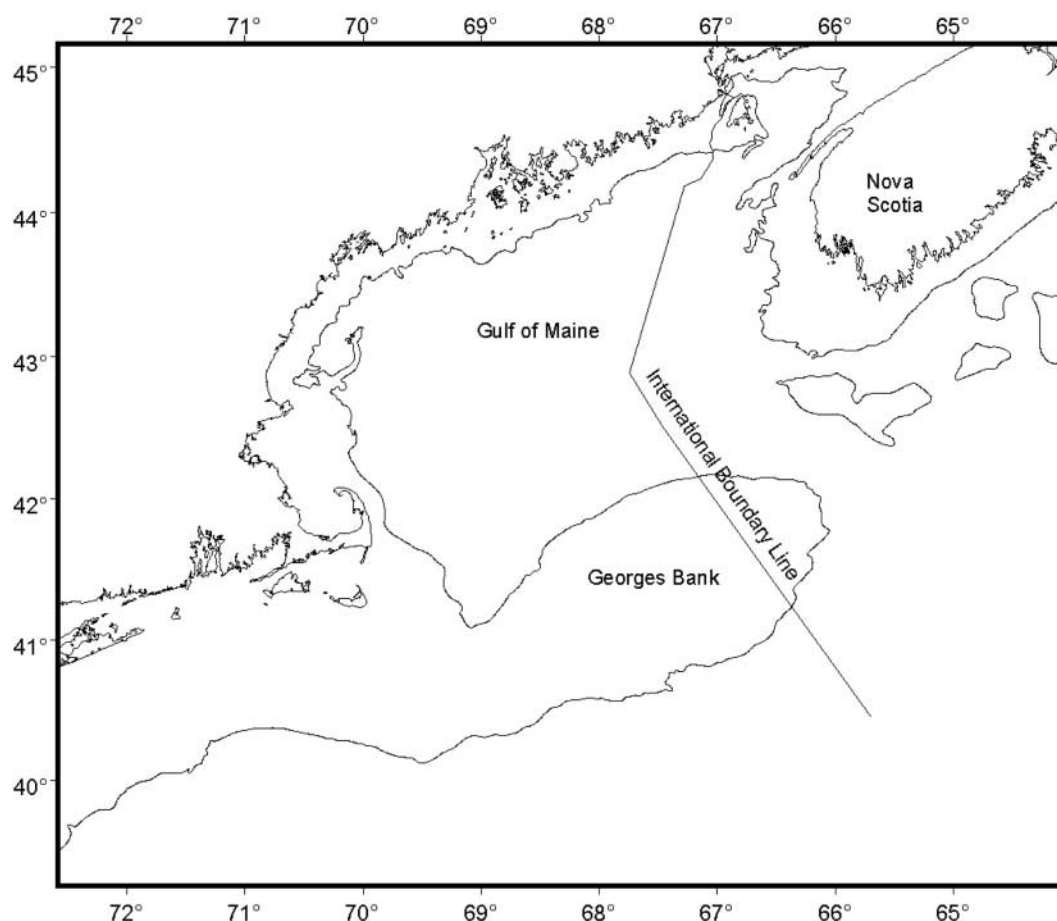 72° 71° 70° 69° 68° 67° 66° 65°
45°
Nova
Scotia
44°
Gulf of Maine
43°
International Boundary Line
42°
Georges Bank
41°
40°
72° 71° 70° 69° 68° 67° 66° 65°